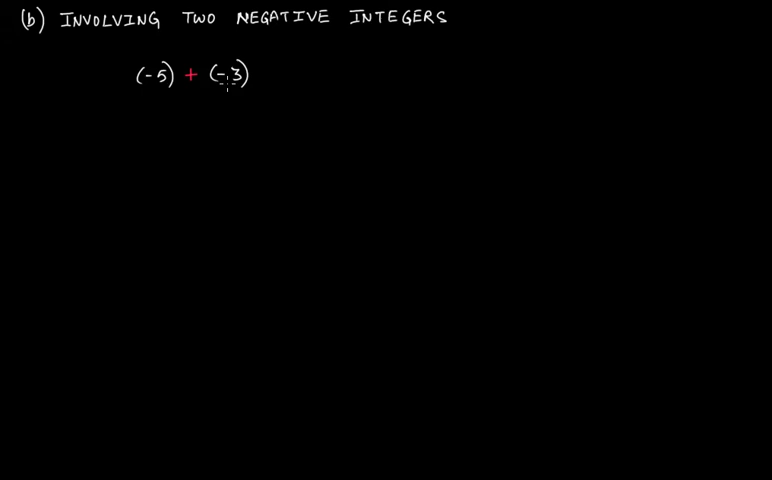 (b) INVOLVING TWO NEGATIVE INTEGERS
(-5) + (-3)